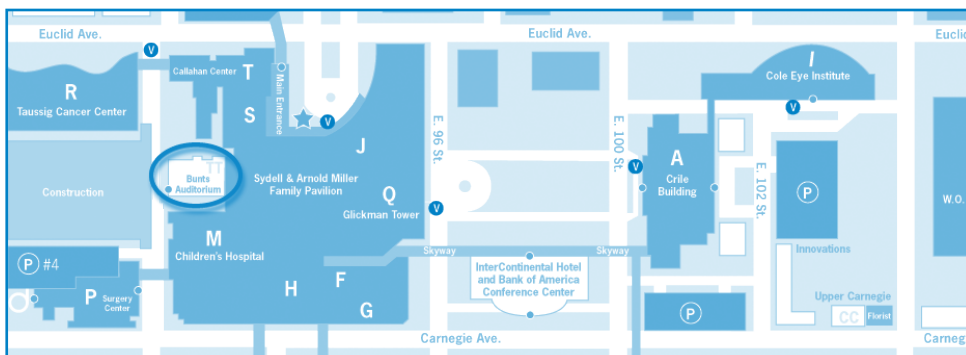 Euclid Ave.
Euclid Ave.
Euclid
V
Callahan Center
T
Main Entrance
I
Cole Eye Institute
R
Taussig Cancer Center
S
V
V
E. 96 St.
E. 100 St.
J
A
Crile
Building
V
TT
Bunts
Auditorium
Sydell & Arnold Miller
Family Pavilion
E. 102 St.
P
Construction
Q
Glickman Tower
V
W.O.
M
Children's Hospital
Skyway
Skyway
Innovations
P #4
InterContinental Hotel
and Bank of America
Conference Center
H
F
G
P
Surgery
Center
Upper Carnegie
P
CC
Florist
Carnegie Ave.
Carneg